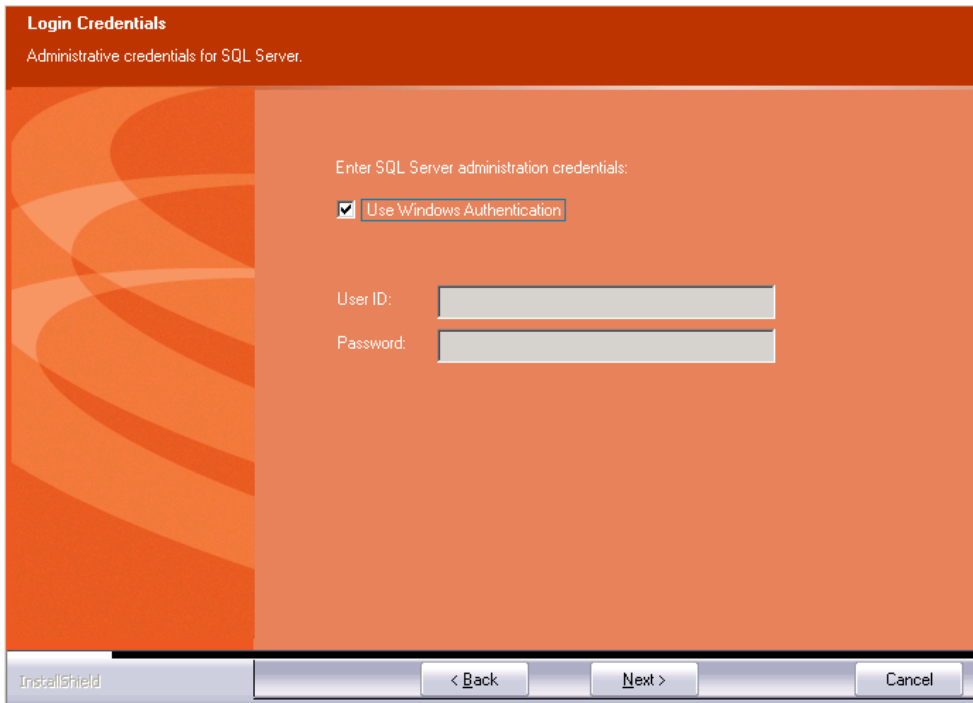 Login Credentials
Administrative credentials for SQL Server.
Enter SQL Server administration credentials:
Use Windows Authentication
User ID:
Password:
InstallShield
< Back
Next >
Cancel